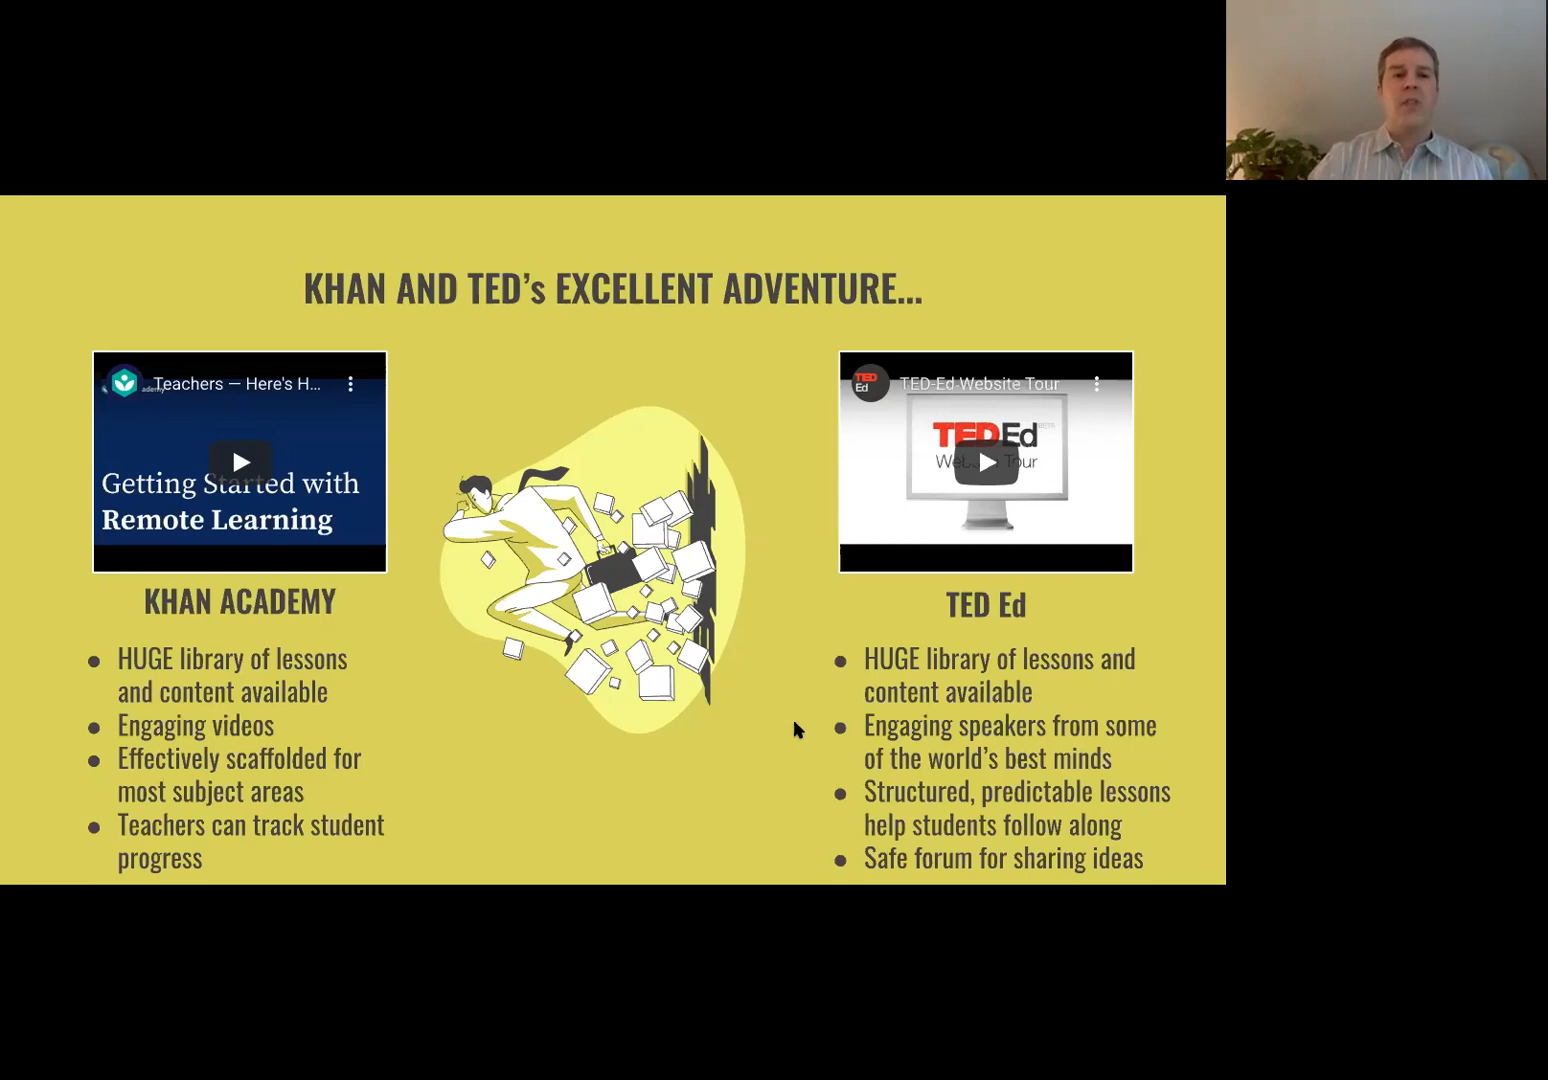 KHAN AND TED’s EXCELLENT ADVENTURE...
Teachers — Here's H...
Getting Started with
Remote Learning
KHAN ACADEMY
● HUGE library of lessons
and content available
● Engaging videos
● Effectively scaffolded for
most subject areas
● Teachers can track student
progress
TED
Ed
TED-Ed-Website Tour
TEDEd
Website Tour
TED Ed
● HUGE library of lessons and
content available
● Engaging speakers from some
of the world’s best minds
● Structured, predictable lessons
help students follow along
● Safe forum for sharing ideas